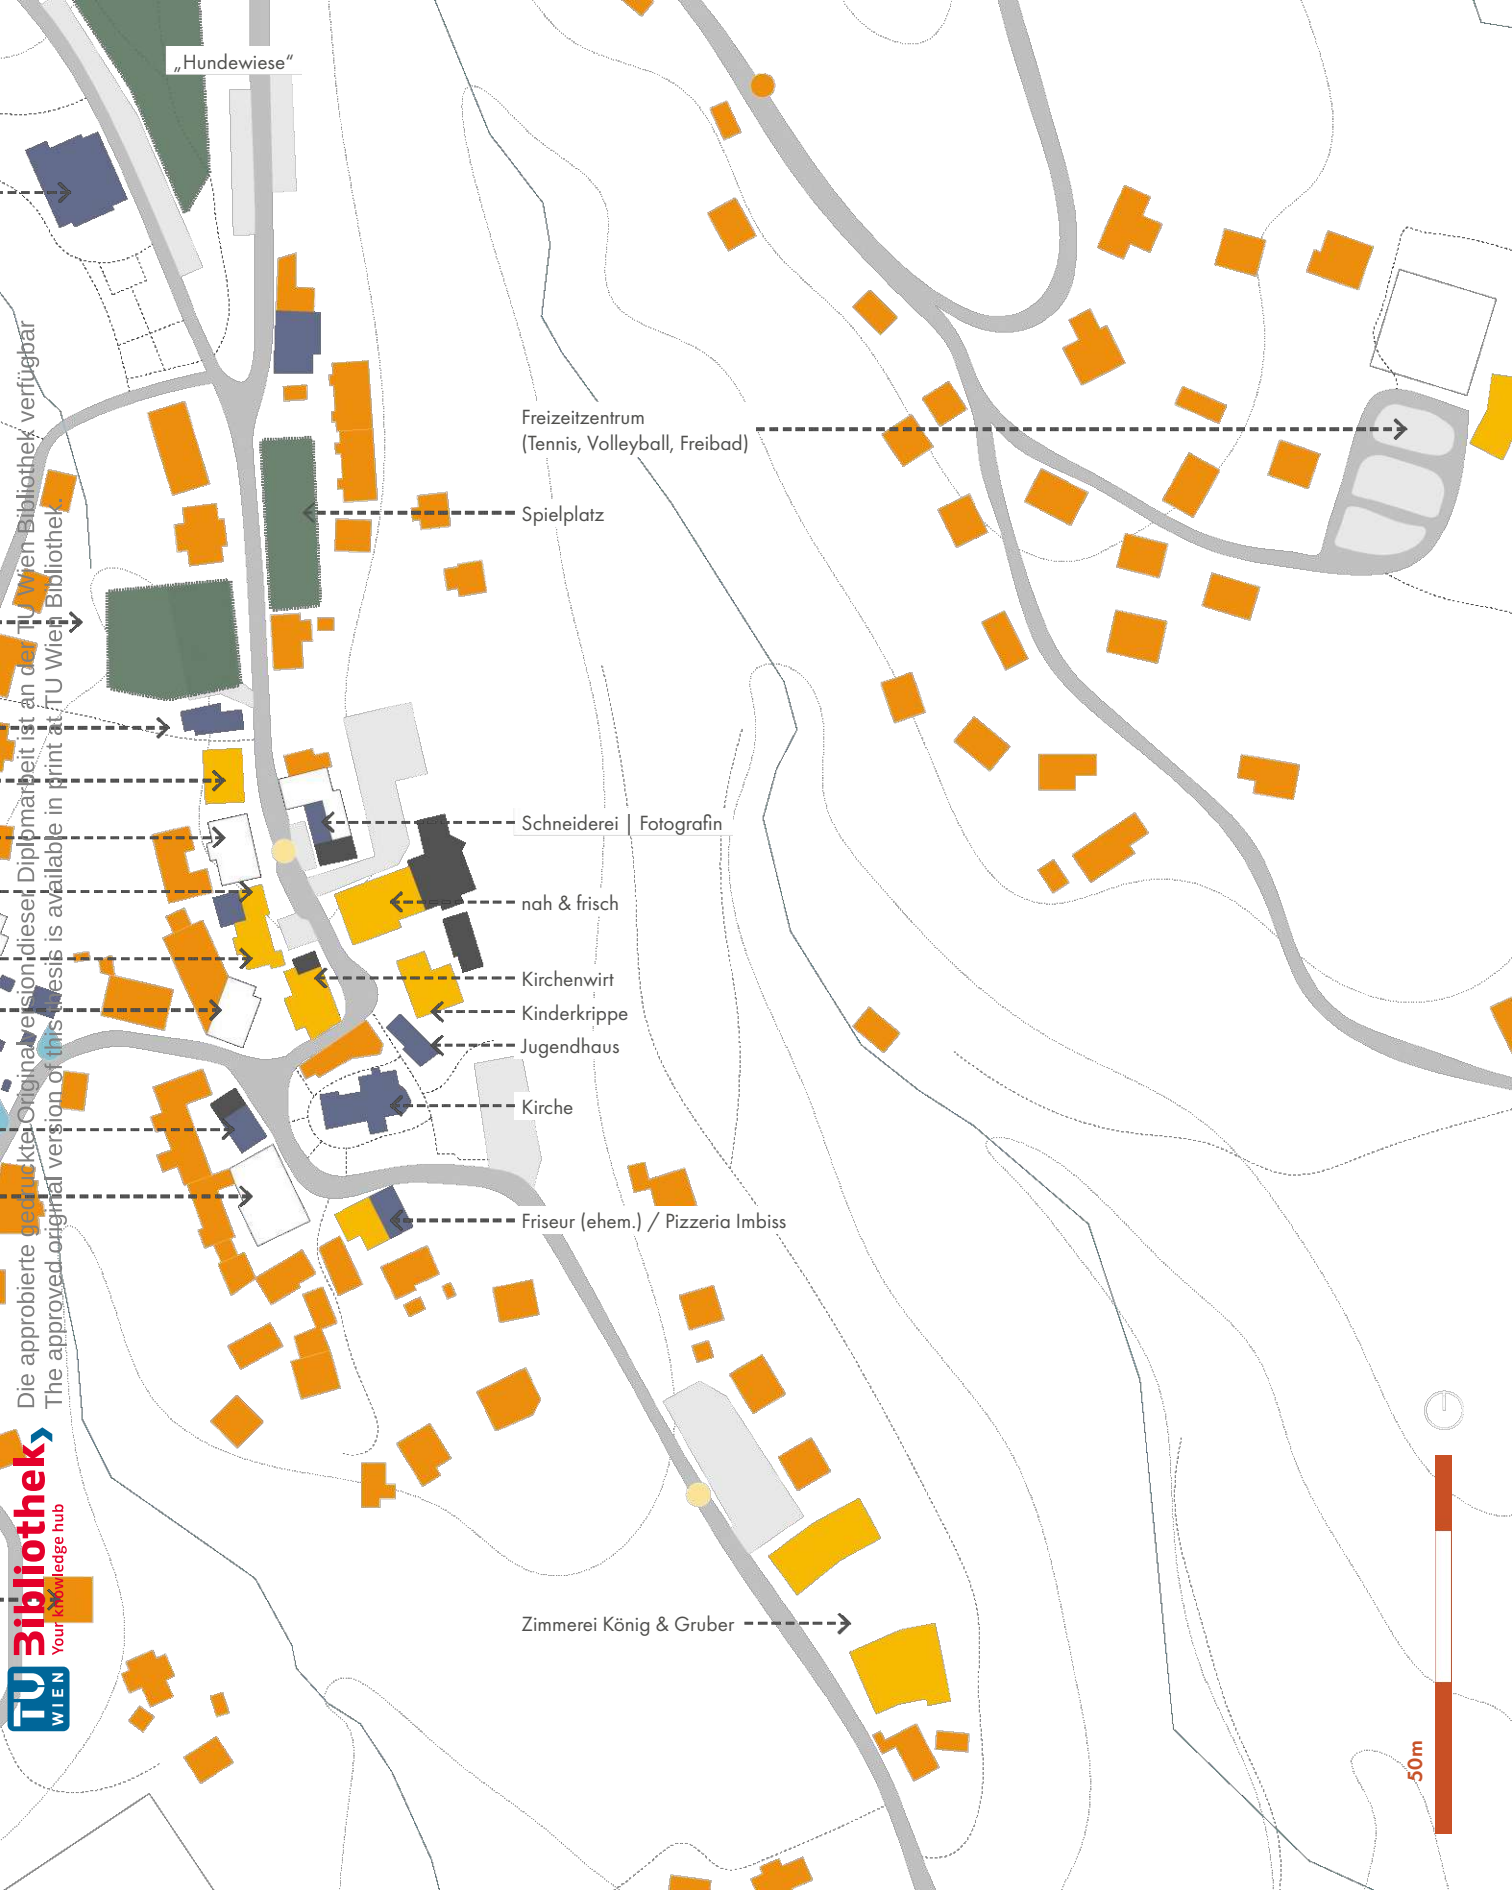 „Hundewiese“
Freizeitzentrum
(Tennis, Volleyball, Freibad)
Spielplatz
Schneiderei | Fotografin
nah & frisch
Kirchenwirt
Kinderkrippe
Jugendhaus
Kirche
Friseur (ehem.) / Pizzeria Imbiss
Zimmerei König & Gruber
50m
Die approbierte gedruckte Originalversion dieser Diplomarbeit ist an der TU Wien Bibliothek verfügbar
The approved original version of this thesis is available in print at TU Wien Bibliothek.
TU
WIEN
Bibliothek
Your knowledge hub